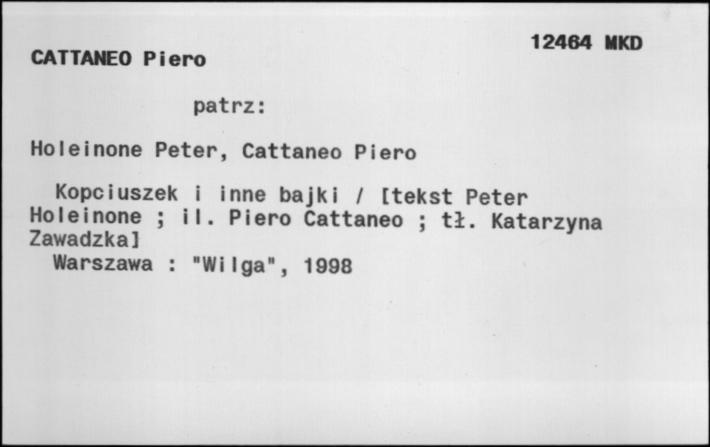 12464 MKD
CATTANEO Piero
patrz:
Holeinone Peter, Cattaneo Piero
Kopciuszek i inne bajki / [tekst Peter
Holeinone ; il. Piero Cattaneo ; tł. Katarzyna
Zawadzka]
Warszawa : "Wilga", 1998